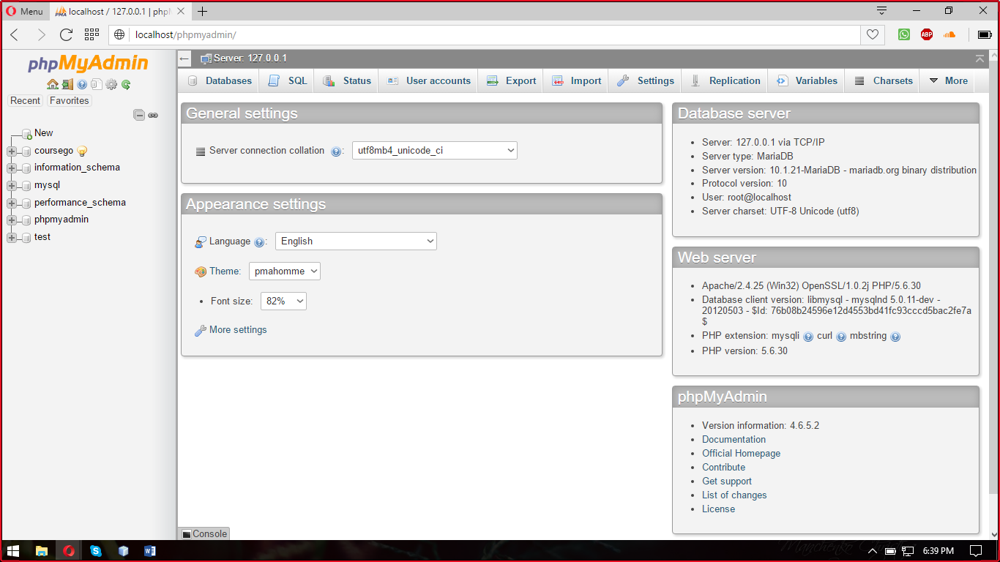 Menu
localhost / 127.0.0.1 | phpM
localhost/phpmyadmin/
ABP
phpMyAdmin
Recent Favorites
New
coursego
information_schema
mysql
performance_schema
phpmyadmin
test
Server: 127.0.0.1
Databases SQL Status User accounts Export Import Settings Replication Variables Charsets More
General settings
Server connection collation : utf8mb4_unicode_ci
Appearance settings
Language : English
Theme: pmahomme
Font size: 82%
More settings
Database server
Server: 127.0.0.1 via TCP/IP
Server type: MariaDB
Server version: 10.1.21-MariaDB - mariadb.org binary distribution
Protocol version: 10
User: root@localhost
Server charset: UTF-8 Unicode (utf8)
Web server
Apache/2.4.25 (Win32) OpenSSL/1.0.2j PHP/5.6.30
Database client version: libmysql - mysqlnd 5.0.11-dev -
20120503 - $Id: 76b08b24596e12d4553bd41fc93cccd5bac2fe7a
$
PHP extension: mysqli curl mbstring
PHP version: 5.6.30
phpMyAdmin
Version information: 4.6.5.2
Documentation
Official Homepage
Contribute
Get support
List of changes
License
Console
6:39 PM